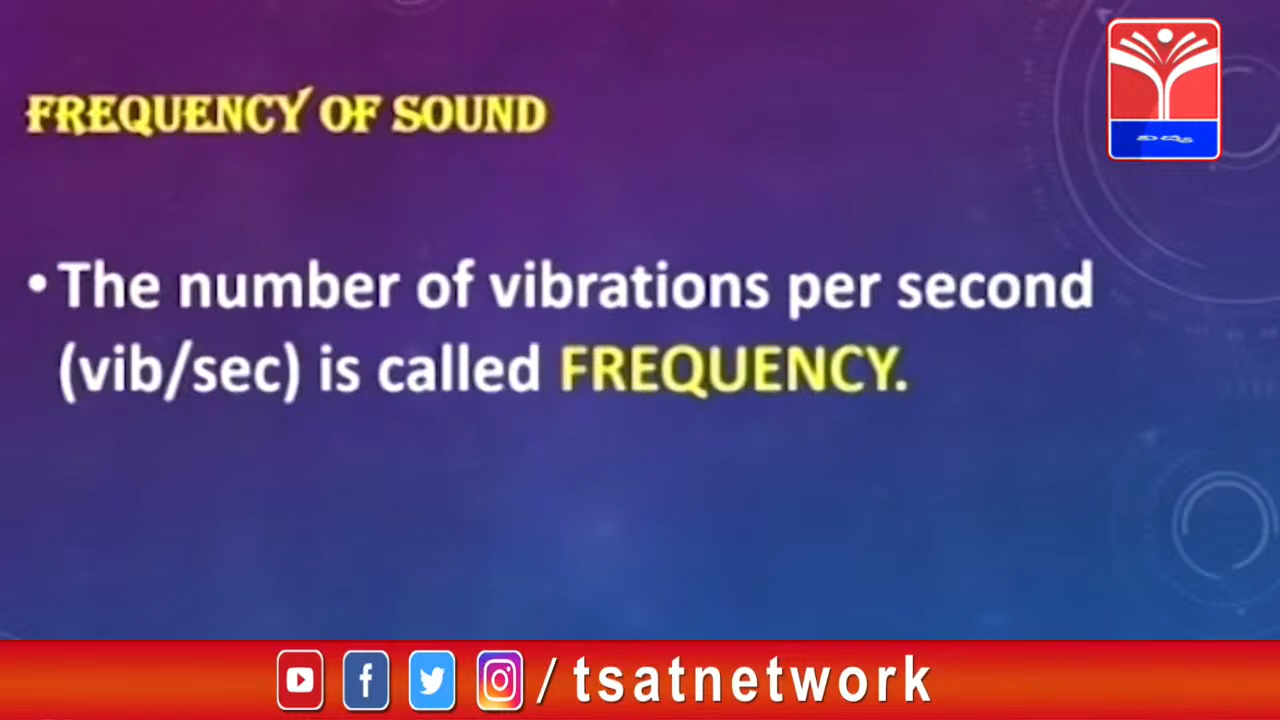 FREQUENCY OF SOUND
• The number of vibrations per second
(vib/sec) is called FREQUENCY.
/ tsatnetwork